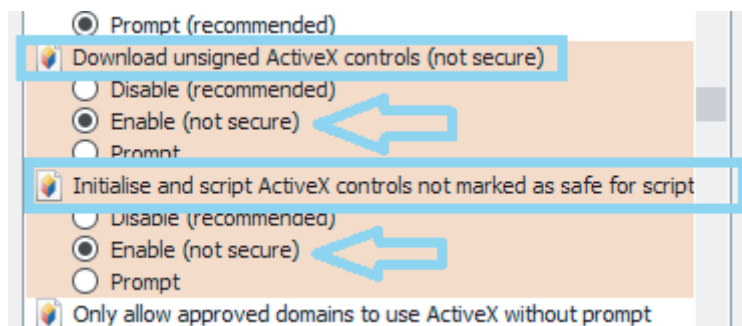 Prompt (recommended)
Download unsigned ActiveX controls (not secure)
Disable (recommended)
Enable (not secure)
Prompt
Initialise and script ActiveX controls not marked as safe for script
Disable (recommended)
Enable (not secure)
Prompt
Only allow approved domains to use ActiveX without prompt